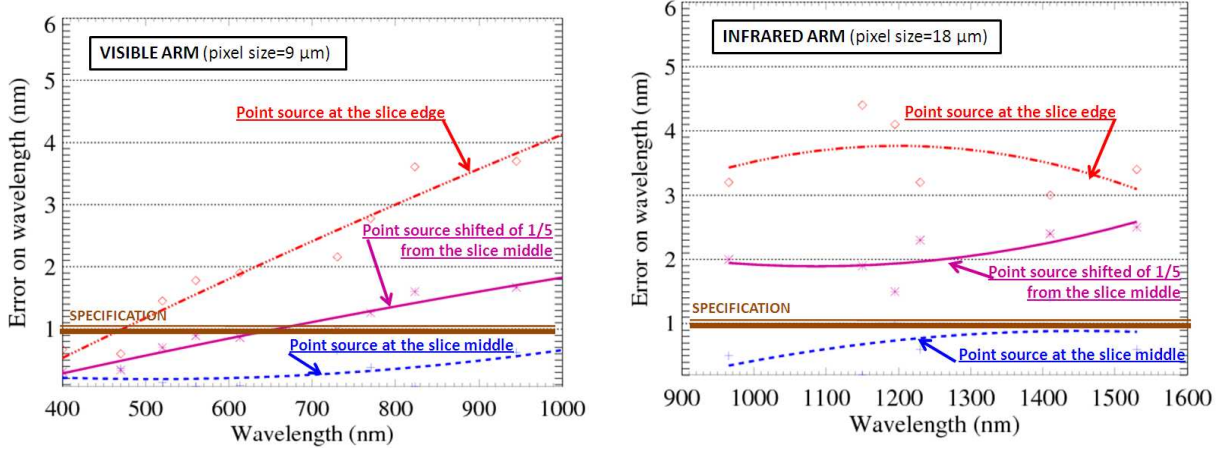 VISIBLE ARM (pixel size=9 µm)
Point source at the slice edge
Point source shifted of 1/5
from the slice middle
SPECIFICATION
Point source at the slice middle
Error on wavelength (nm)
6
5
4
3
2
1
400 500 600 700 800 900 1000
Wavelength (nm)
INFRARED ARM (pixel size=18 µm)
Point source at the slice edge
Point source shifted of 1/5
from the slice middle
SPECIFICATION
Point source at the slice middle
Error on wavelength (nm)
6
5
4
3
2
1
900 1000 1100 1200 1300 1400 1500 1600
Wavelength (nm)